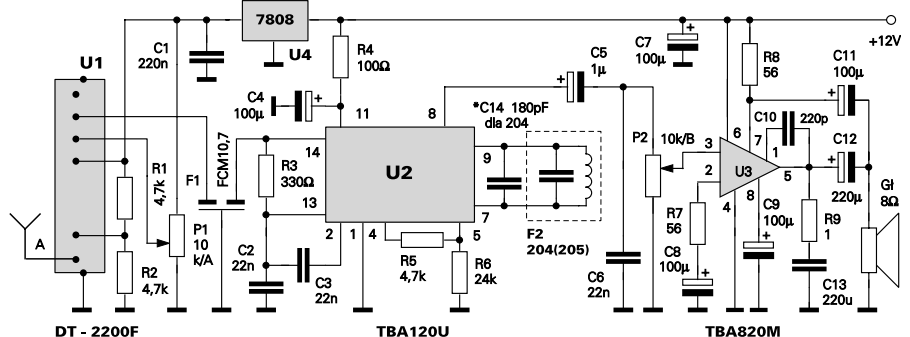 7808
U4
+12V
U1
C1
220n
R4
100Ω
C4
100µ
11
8
*C14 180pF
dla 204
C5
1µ
C7
100µ
R8
56
C11
100µ
C10
220p
C12
220µ
P2
10k/B
3
2
6
7
1
5
8
4
U3
Gł
8Ω
14
13
U2
9
7
R1
4,7k
F1
FCM10,7
R3
330Ω
P1
10
k/A
A
R2
4,7k
C2
22n
C3
22n
2
1
4
5
R5
4,7k
R6
24k
F2
204(205)
C6
22n
R7
56
C8
100µ
C9
100µ
R9
1
C13
220u
DT - 2200F
TBA120U
TBA820M